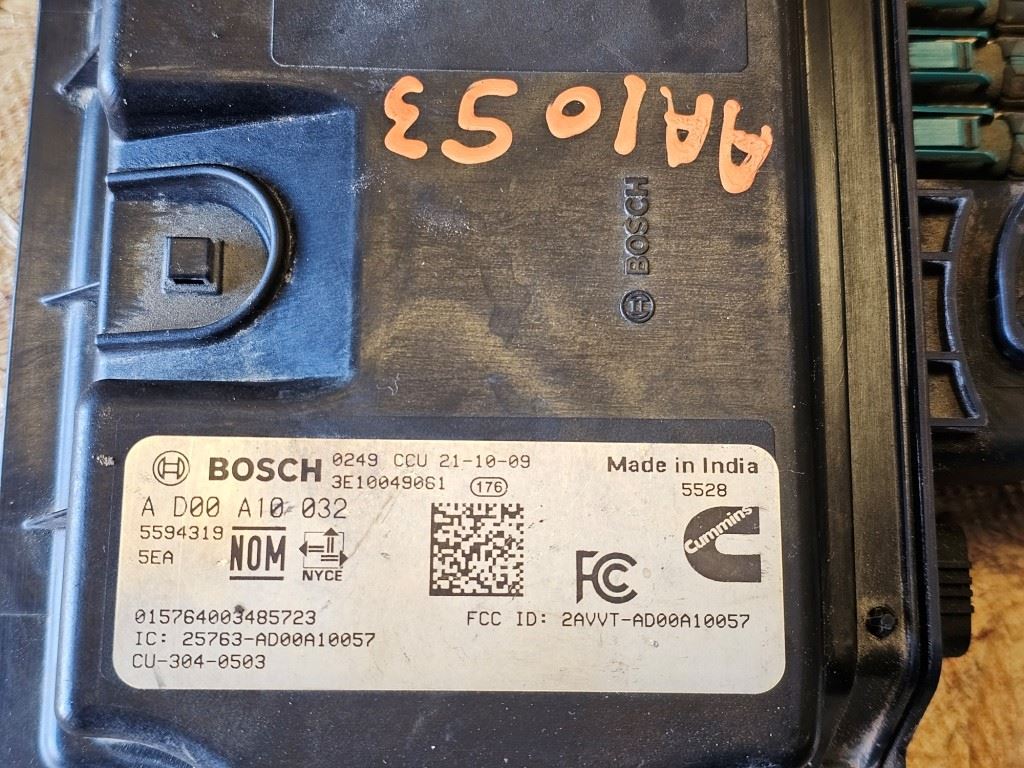 AA1053
BOSCH
BOSCH 0249 CCU 21-10-09
3E10049061 176
Made in India
5528
A D00 A10 032
5594319
5EA
NOM
NYCE
Cummins
FC
015764003485723
FCC ID: 2AVVT-AD00A10057
IC: 25763-AD00A10057
CU-304-0503